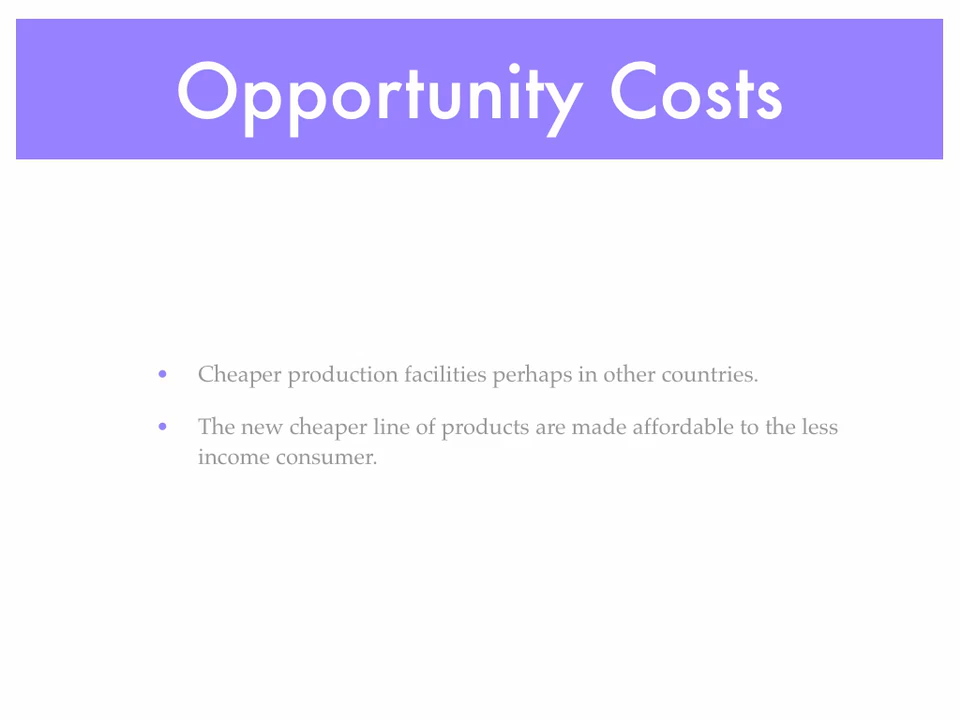 Opportunity Costs
• Cheaper production facilities perhaps in other countries.
• The new cheaper line of products are made affordable to the less
income consumer.